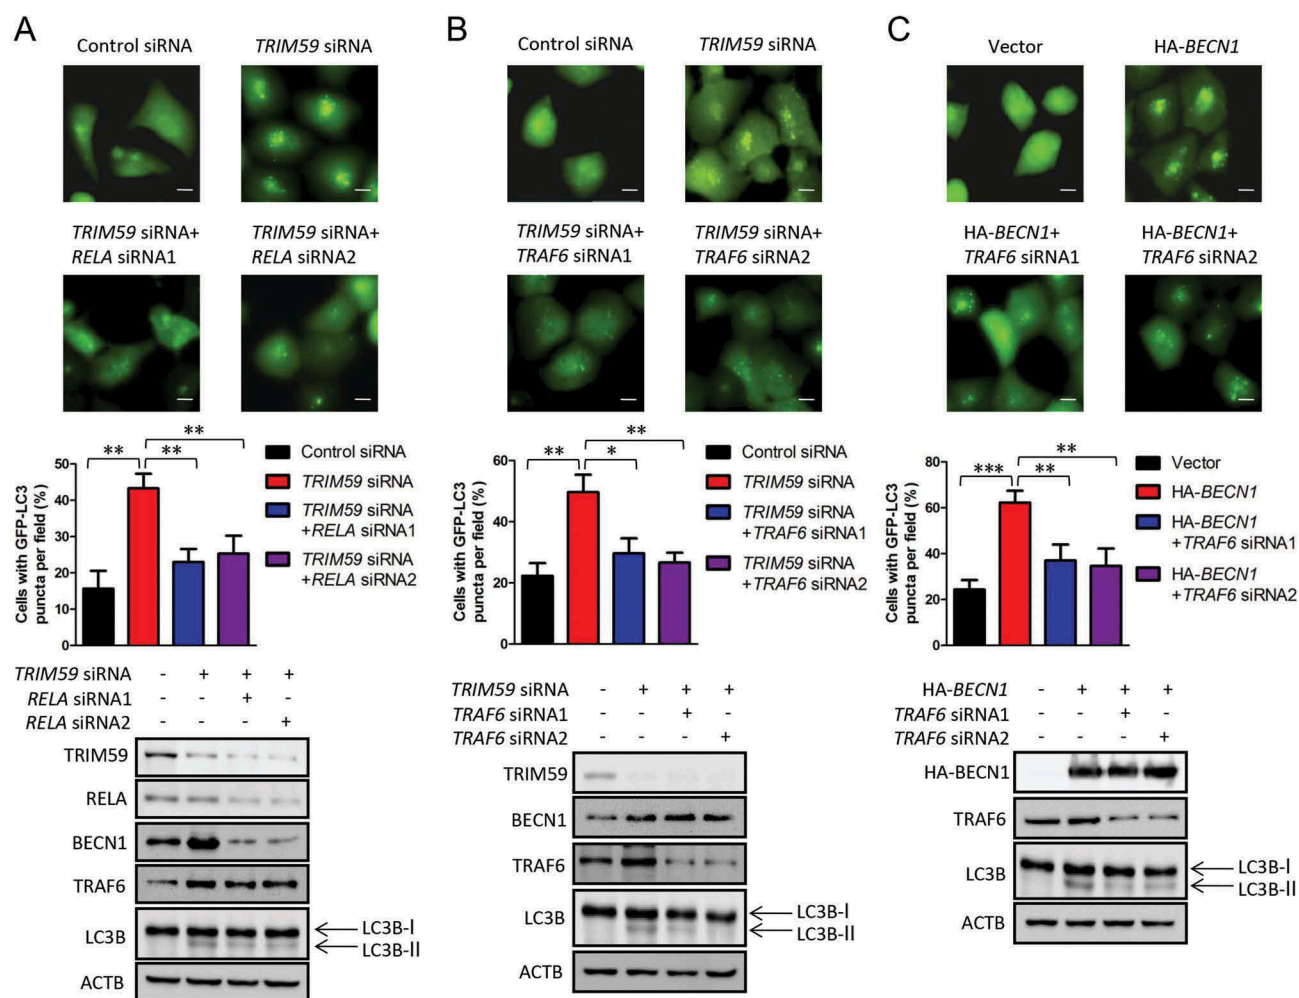 A
Control siRNA
TRIM59 siRNA
TRIM59 siRNA+
RELA siRNA1
TRIM59 siRNA+
RELA siRNA2
**
**
**
Cells with GFP-LC3
puncta per field (%)
50
40
30
20
10
0
Control siRNA
TRIM59 siRNA
TRIM59 siRNA
+RELA siRNA1
TRIM59 siRNA
+RELA siRNA2
TRIM59 siRNA - + + +
RELA siRNA1 - - + -
RELA siRNA2 - - - +
TRIM59
RELA
BECN1
TRAF6
LC3B
LC3B-I
LC3B-II
ACTB
B
Control siRNA
TRIM59 siRNA
TRIM59 siRNA+
TRAF6 siRNA1
TRIM59 siRNA+
TRAF6 siRNA2
**
**
*
Cells with GFP-LC3
puncta per field (%)
60
40
20
0
Control siRNA
TRIM59 siRNA
TRIM59 siRNA
+TRAF6 siRNA1
TRIM59 siRNA
+TRAF6 siRNA2
TRIM59 siRNA - + + +
TRAF6 siRNA1 - - + -
TRAF6 siRNA2 - - - +
TRIM59
BECN1
TRAF6
LC3B
LC3B-I
LC3B-II
ACTB
C
Vector
HA-BECN1
HA-BECN1+
TRAF6 siRNA1
HA-BECN1+
TRAF6 siRNA2
**
***
**
Cells with GFP-LC3
puncta per field (%)
80
60
40
20
0
Vector
HA-BECN1
HA-BECN1
+TRAF6 siRNA1
HA-BECN1
+TRAF6 siRNA2
HA-BECN1 - + + +
TRAF6 siRNA1 - - + -
TRAF6 siRNA2 - - - +
HA-BECN1
TRAF6
LC3B
LC3B-I
LC3B-II
ACTB